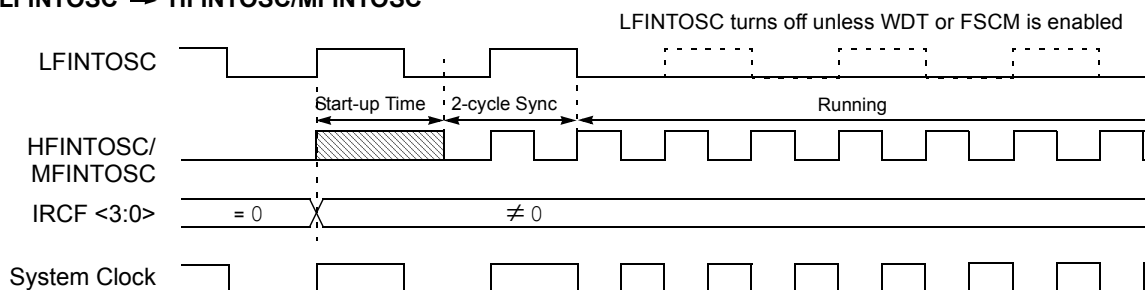 LFINTOSC → HFINTOSC/MFINTOSC
LFINTOSC turns off unless WDT or FSCM is enabled
LFINTOSC
Start-up Time
2-cycle Sync
Running
HFINTOSC/
MFINTOSC
IRCF <3:0>
= 0
≠ 0
System Clock